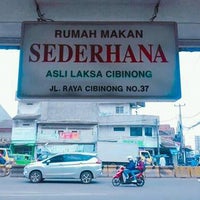 RUMAH MAKAN
SEDERHANA
ASLI LAKSA CIBINONG
JL. RAYA CIBINONG NO.37